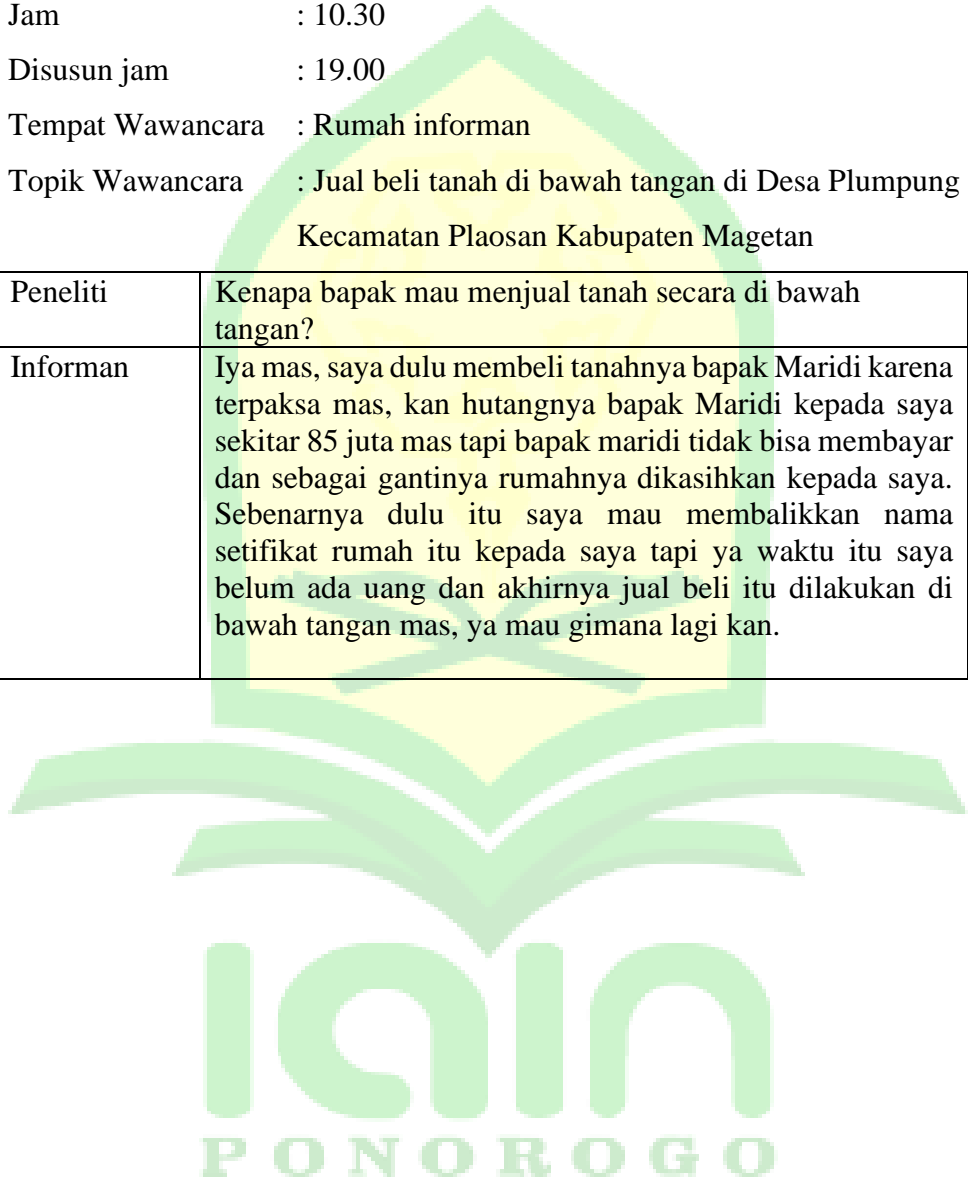 Jam : 10.30
Disusun jam : 19.00
Tempat Wawancara : Rumah informan
Topik Wawancara : Jual beli tanah di bawah tangan di Desa Plumpung
Kecamatan Plaosan Kabupaten Magetan
Peneliti Kenapa bapak mau menjual tanah secara di bawah
tangan?
Informan Iya mas, saya dulu membeli tanahnya bapak Maridi karena
terpaksa mas, kan hutangnya bapak Maridi kepada saya
sekitar 85 juta mas tapi bapak maridi tidak bisa membayar
dan sebagai gantinya rumahnya dikasihkan kepada saya.
Sebenarnya dulu itu saya mau membalikkan nama
setifikat rumah itu kepada saya tapi ya waktu itu saya
belum ada uang dan akhirnya jual beli itu dilakukan di
bawah tangan mas, ya mau gimana lagi kan.
iain
PONOROGO